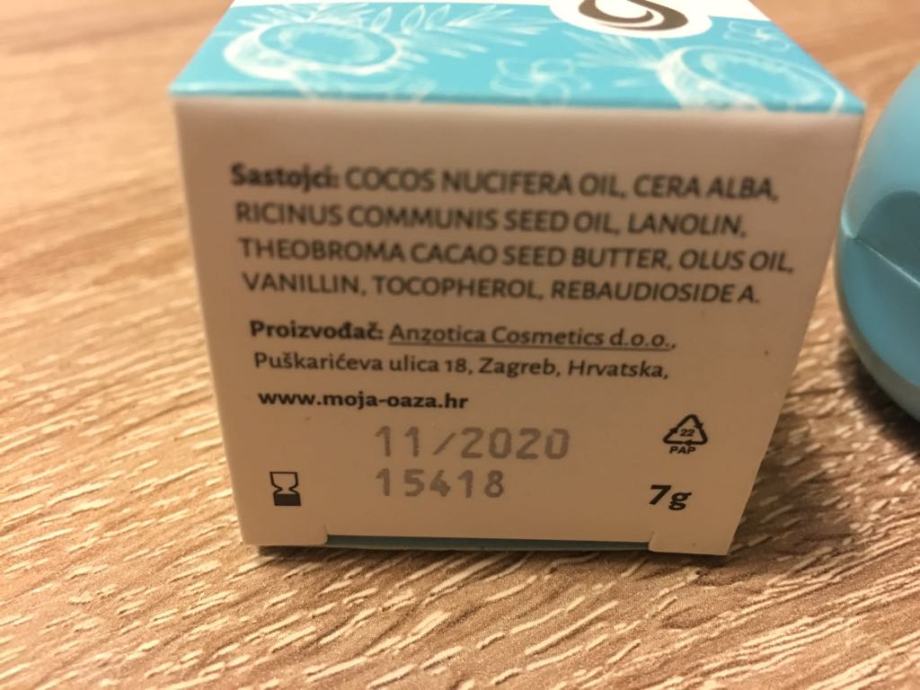 Sastojci: COCOS NUCIFERA OIL, CERA ALBA,
RICINUS COMMUNIS SEED OIL, LANOLIN,
THEOBROMA CACAO SEED BUTTER, OLUS OIL,
VANILLIN, TOCOPHEROL, REBAUDIOSIDE A.
Proizvođač: Anzotica Cosmetics d.o.o.,
Puškarićeva ulica 18, Zagreb, Hrvatska,
www.moja-oaza.hr
11/2020
22
PAP
15418
7g